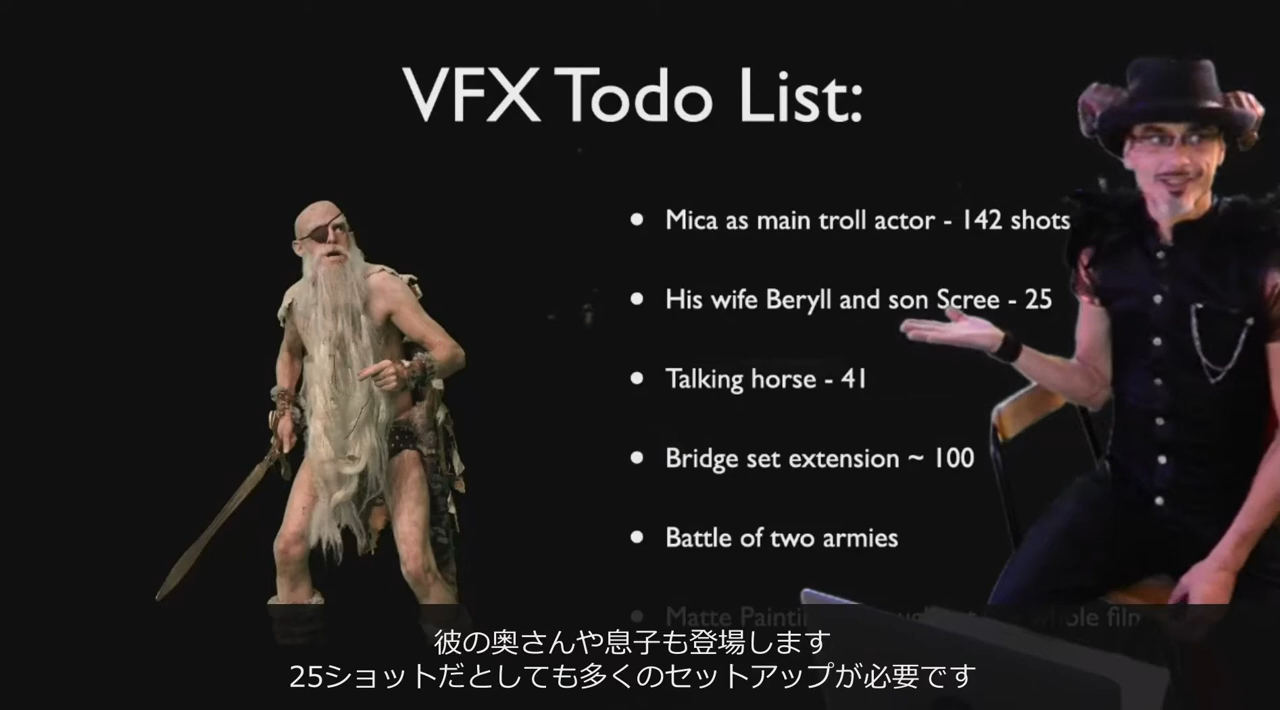 VFX Todo List:
• Mica as main troll actor - 142 shots
• His wife Beryll and son Scree - 25
• Talking horse - 41
• Bridge set extension ~ 100
• Battle of two armies
• Matte whole film
彼の奥さんや息子も登場します
25ショットだとしても多くのセットアップが必要です